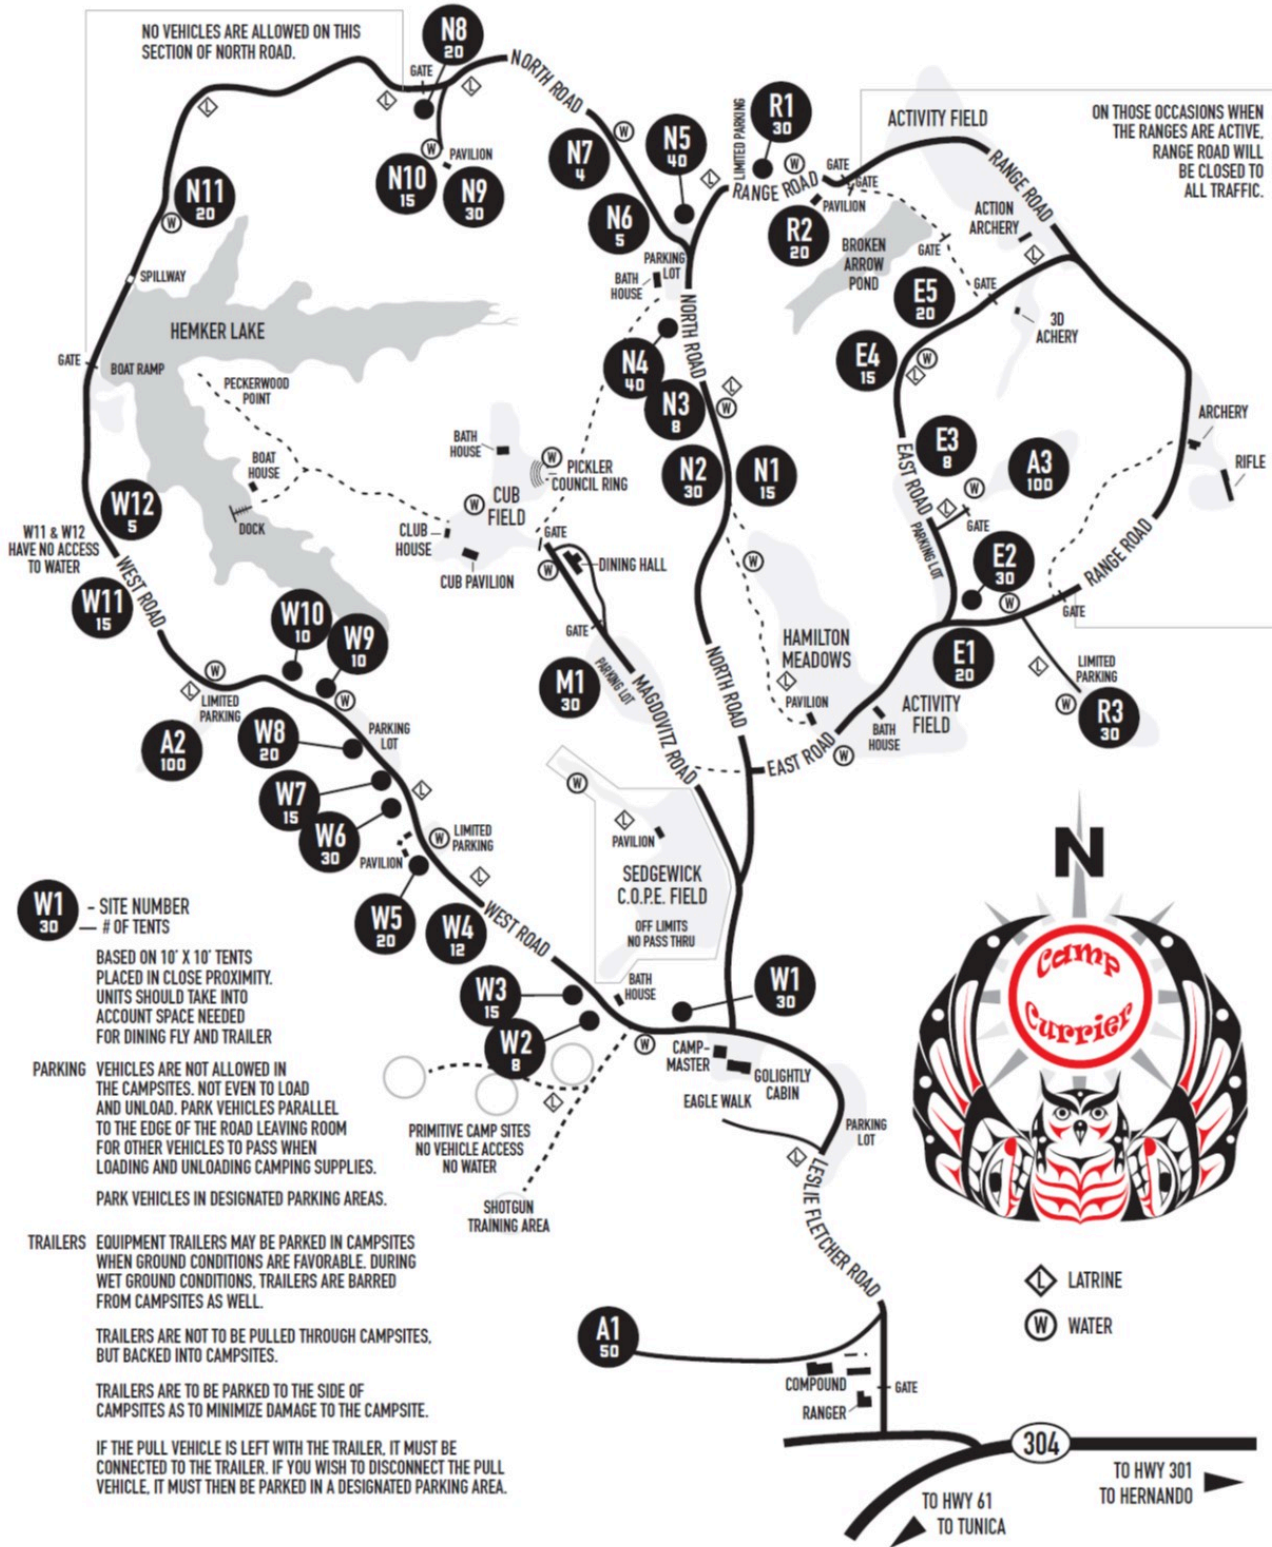 NO VEHICLES ARE ALLOWED ON THIS
SECTION OF NORTH ROAD.
N8
20
GATE
L
L
L
NORTH ROAD
W
PAVILION
N10
15
N9
30
N11
20
W
N7
4
W
N5
40
N6
5
L
LIMITED PARKING
R1
30
W
RANGE ROAD
GATE
GATE
PAVILION
R2
20
ACTIVITY FIELD
RANGE ROAD
ON THOSE OCCASIONS WHEN
THE RANGES ARE ACTIVE,
RANGE ROAD WILL
BE CLOSED TO
ALL TRAFFIC.
ACTION
ARCHERY
L
BROKEN
ARROW
POND
GATE
GATE
E5
20
3D
ACHERY
E4
15
W
L
SPILLWAY
HEMKER LAKE
GATE
BOAT RAMP
PECKERWOOD
POINT
PARKING
LOT
BATH
HOUSE
NORTH ROAD
N4
40
N3
8
L
W
N2
30
N1
15
BATH
HOUSE
W
PICKLER
COUNCIL RING
W
CUB
FIELD
BOAT
HOUSE
DOCK
CLUB
HOUSE
CUB PAVILION
GATE
W
DINING HALL
GATE
E3
8
A3
100
EAST ROAD
W
L
GATE
PARKING LOT
ARCHERY
RIFLE
RANGE ROAD
E2
30
W
GATE
W12
5
W11 & W12
HAVE NO ACCESS
TO WATER
WEST ROAD
W11
15
W10
10
W9
10
W
L
LIMITED
PARKING
W
A2
100
W8
20
PARKING
LOT
W7
15
L
W6
30
W
LIMITED
PARKING
PAVILION
L
W5
20
W4
12
WEST ROAD
M1
30
PARKING LOT
MAGDOVITZ ROAD
NORTH ROAD
W
HAMILTON
MEADOWS
L
PAVILION
EAST ROAD
W
BATH
HOUSE
ACTIVITY
FIELD
E1
20
L
LIMITED
PARKING
W
R3
30
W
L
PAVILION
SEDGEWICK
C.O.P.E. FIELD
OFF LIMITS
NO PASS THRU
W1
30
- SITE NUMBER
— # OF TENTS
BASED ON 10' X 10' TENTS
PLACED IN CLOSE PROXIMITY.
UNITS SHOULD TAKE INTO
ACCOUNT SPACE NEEDED
FOR DINING FLY AND TRAILER
PARKING VEHICLES ARE NOT ALLOWED IN
THE CAMPSITES. NOT EVEN TO LOAD
AND UNLOAD. PARK VEHICLES PARALLEL
TO THE EDGE OF THE ROAD LEAVING ROOM
FOR OTHER VEHICLES TO PASS WHEN
LOADING AND UNLOADING CAMPING SUPPLIES.
PARK VEHICLES IN DESIGNATED PARKING AREAS.
TRAILERS EQUIPMENT TRAILERS MAY BE PARKED IN CAMPSITES
WHEN GROUND CONDITIONS ARE FAVORABLE. DURING
WET GROUND CONDITIONS, TRAILERS ARE BARRED
FROM CAMPSITES AS WELL.
TRAILERS ARE NOT TO BE PULLED THROUGH CAMPSITES,
BUT BACKED INTO CAMPSITES.
TRAILERS ARE TO BE PARKED TO THE SIDE OF
CAMPSITES AS TO MINIMIZE DAMAGE TO THE CAMPSITE.
IF THE PULL VEHICLE IS LEFT WITH THE TRAILER, IT MUST BE
CONNECTED TO THE TRAILER. IF YOU WISH TO DISCONNECT THE PULL
VEHICLE, IT MUST THEN BE PARKED IN A DESIGNATED PARKING AREA.
W3
15
W2
8
BATH
HOUSE
W1
30
W
CAMP-
MASTER
GOLIGHTLY
CABIN
EAGLE WALK
PARKING
LOT
L
L
PRIMITIVE CAMP SITES
NO VEHICLE ACCESS
NO WATER
SHOTGUN
TRAINING AREA
LESLIE FLETCHER ROAD
A1
50
COMPOUND
RANGER
GATE
304
TO HWY 301
TO HERNANDO
TO HWY 61
TO TUNICA
N
Camp
Currier
L LATRINE
W WATER